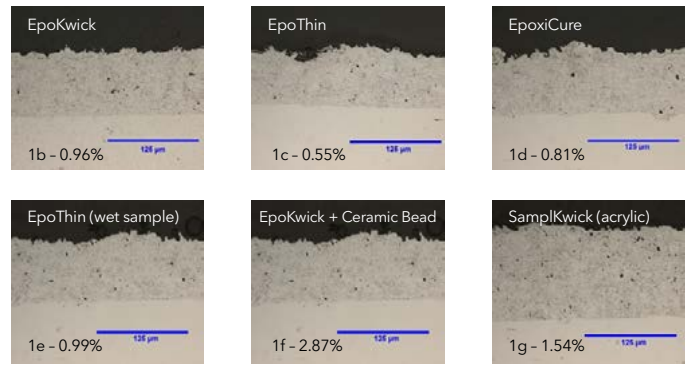 EpoKwick
125 µm
1b – 0.96%
EpoThin
125 µm
1c – 0.55%
EpoxiCure
125 µm
1d – 0.81%
EpoThin (wet sample)
125 µm
1e – 0.99%
EpoKwick + Ceramic Bead
125 µm
1f – 2.87%
SamplKwick (acrylic)
125 µm
1g – 1.54%